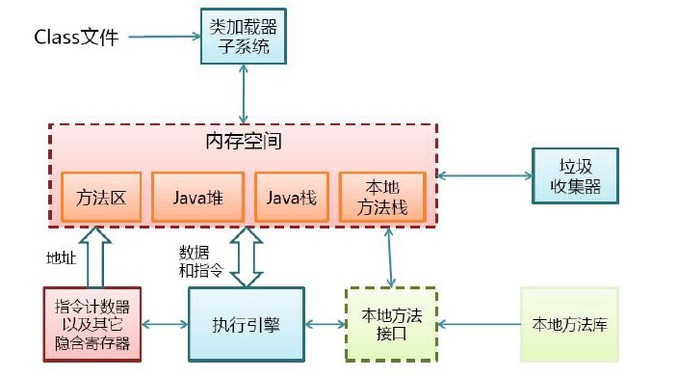 Class文件
类加载器
子系统
内存空间
方法区
Java堆
Java栈
本地
方法栈
垃圾
收集器
地址
数据
和指令
指令计数器
以及其它
隐含寄存器
执行引擎
本地方法
接口
本地方法库